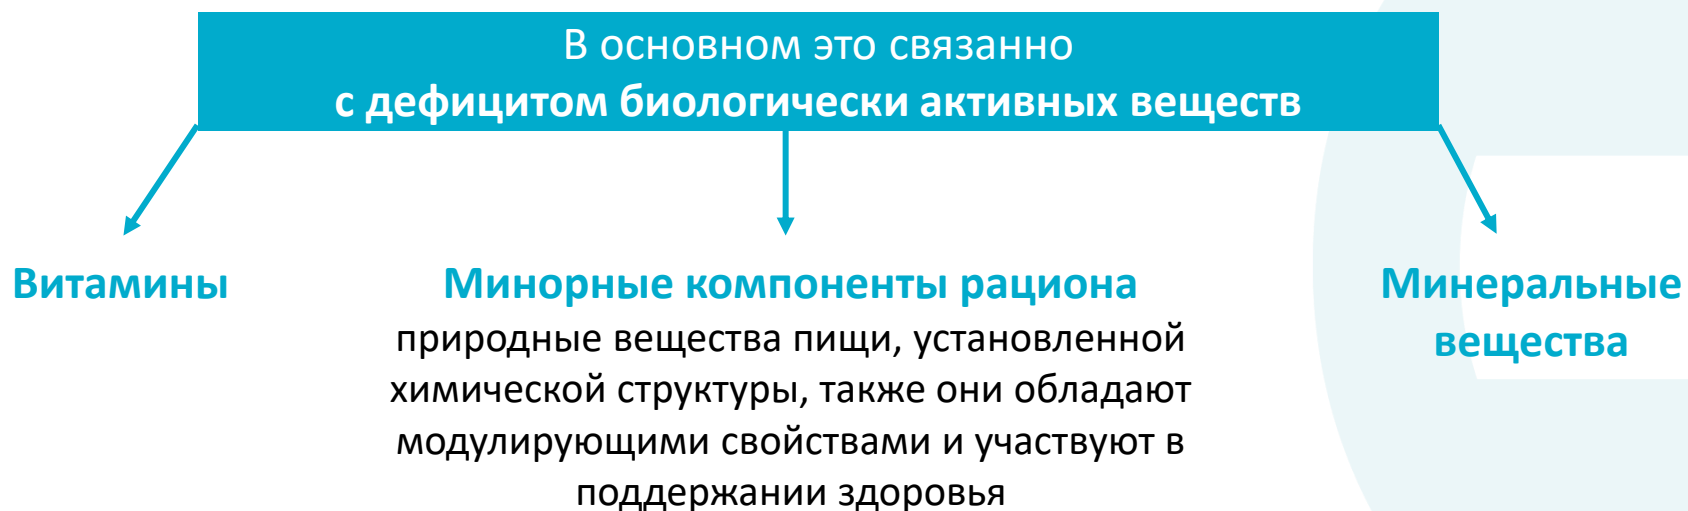 В основном это связанно
с дефицитом биологически активных веществ
Витамины
Минорные компоненты рациона
природные вещества пищи, установленной
химической структуры, также они обладают
модулирующими свойствами и участвуют в
поддержании здоровья
Минеральные
вещества